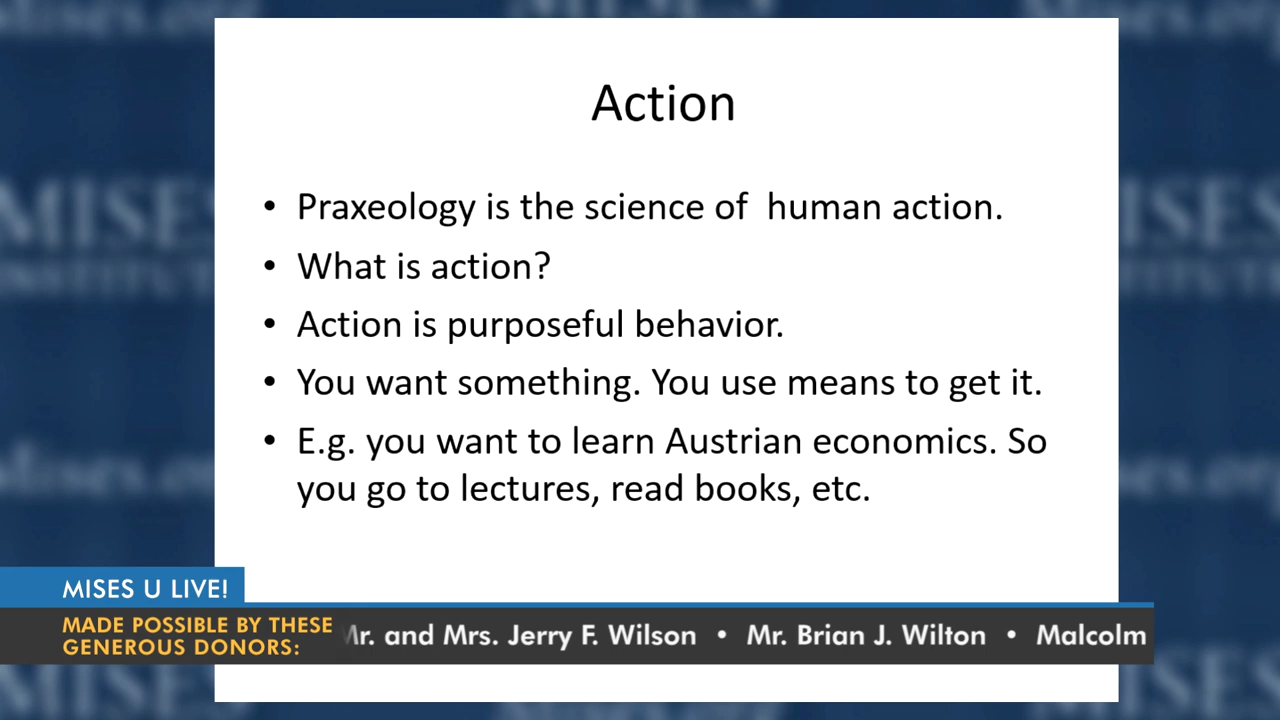 Action
• Praxeology is the science of  human action.
• What is action?
• Action is purposeful behavior.
• You want something. You use means to get it.
• E.g. you want to learn Austrian economics. So
you go to lectures, read books, etc.
MISES U LIVE!
MADE POSSIBLE BY THESE
GENEROUS DONORS:
Mr. and Mrs. Jerry F. Wilson • Mr. Brian J. Wilton • Malcolm